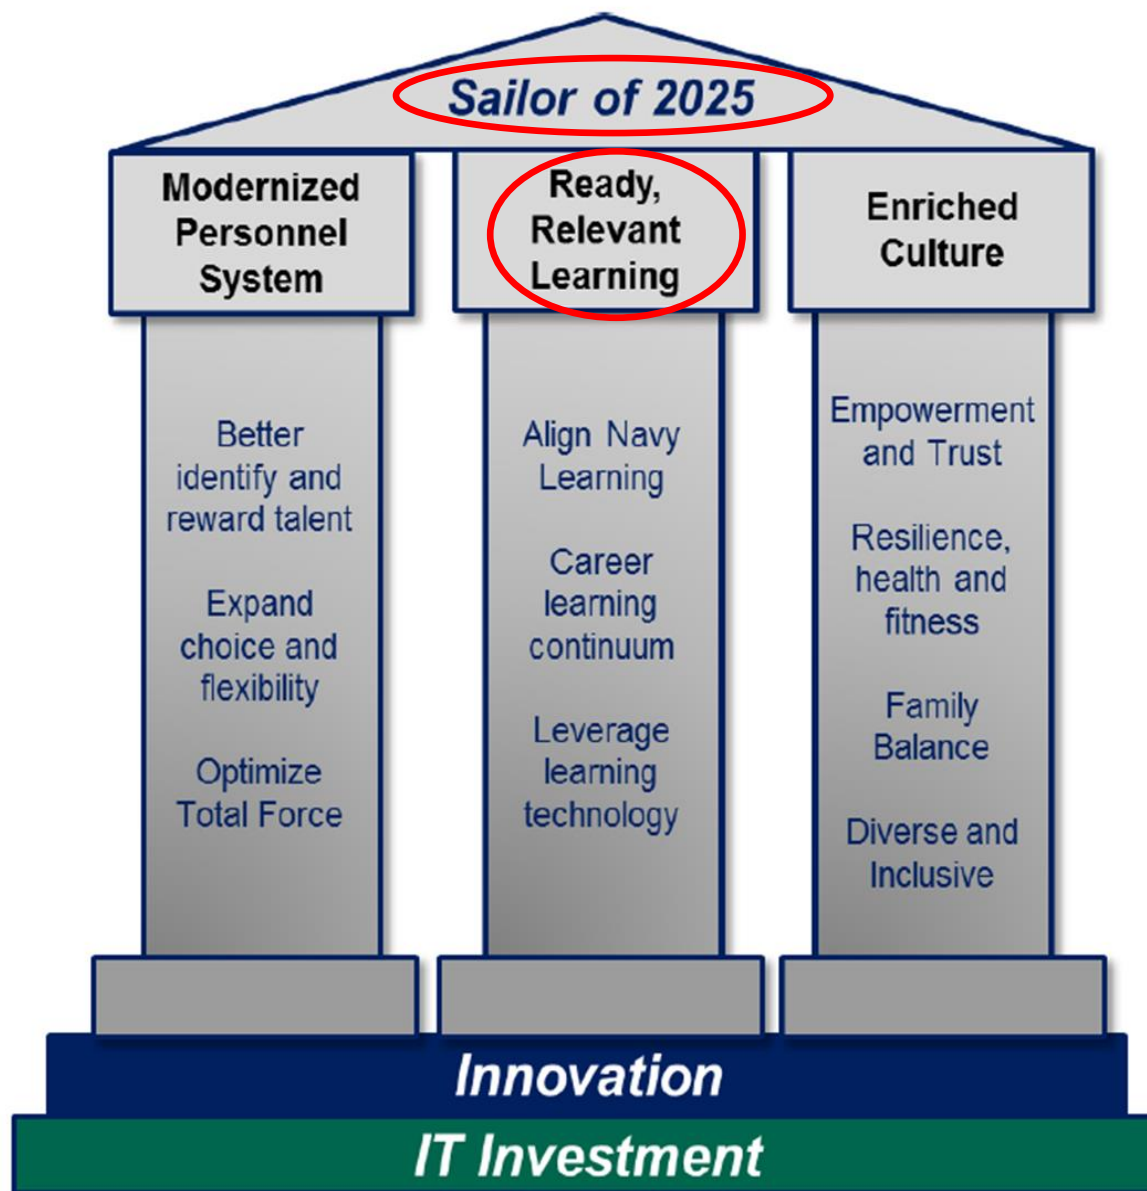 Sailor of 2025
Modernized
Personnel
System
Better
identify and
reward talent
Expand
choice and
flexibility
Optimize
Total Force
Ready,
Relevant
Learning
Align Navy
Learning
Career
learning
continuum
Leverage
learning
technology
Enriched
Culture
Empowerment
and Trust
Resilience,
health and
fitness
Family
Balance
Diverse and
Inclusive
Innovation
IT Investment